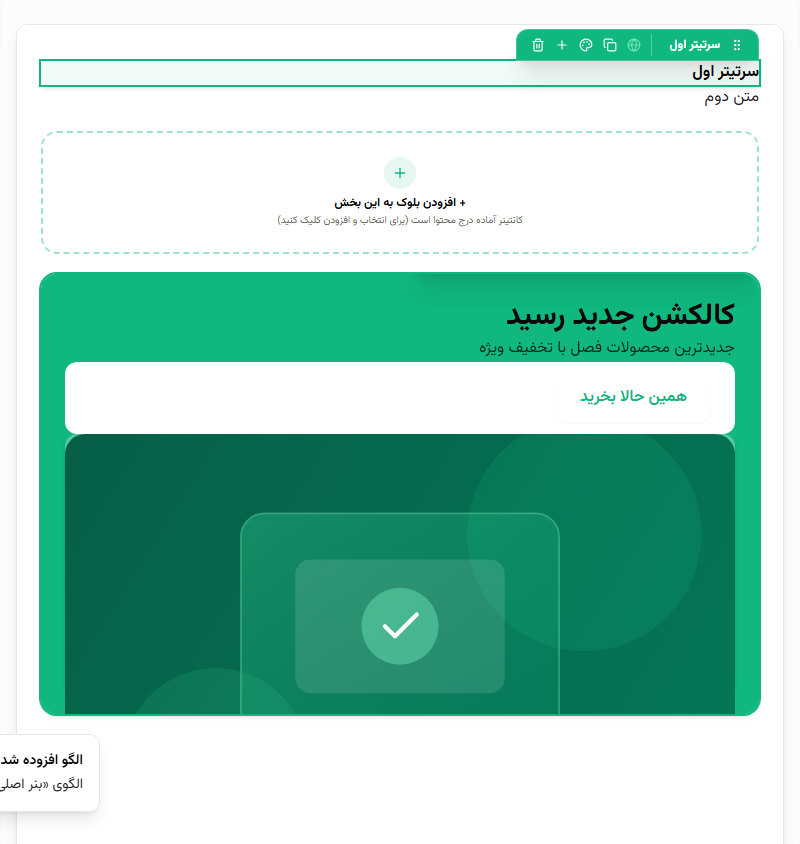 سرتیتر اول
سرتیتر اول
متن دوم
+ افزودن بلوک به این بخش
کانتینر آماده درج محتوا است (برای انتخاب و افزودن کلیک کنید)
کالکشن جدید رسید
جدیدترین محصولات فصل با تخفیف ویژه
همین حالا بخرید
الگو افزوده شد
الگوی «بنر اصلی